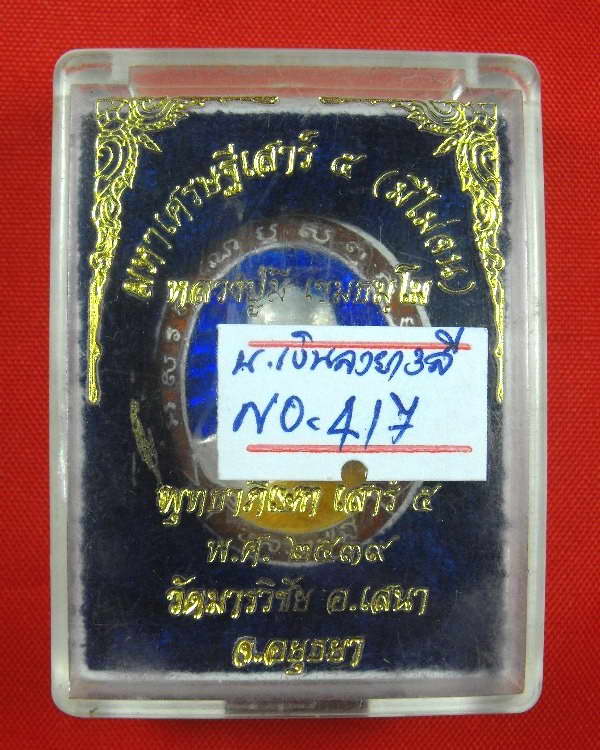 มหาเศรษฐีเสาร์ ๕ (มีไม่จน)
หลวงปู่มี เขมธมฺโม
น.เงินลงยา3สี
NO. 417
พุทธาภิเษก เสาร์ ๕
พ.ศ. ๒๕๓๙
วัดมารวิชัย อ.เสนา
จ.อยุธยา